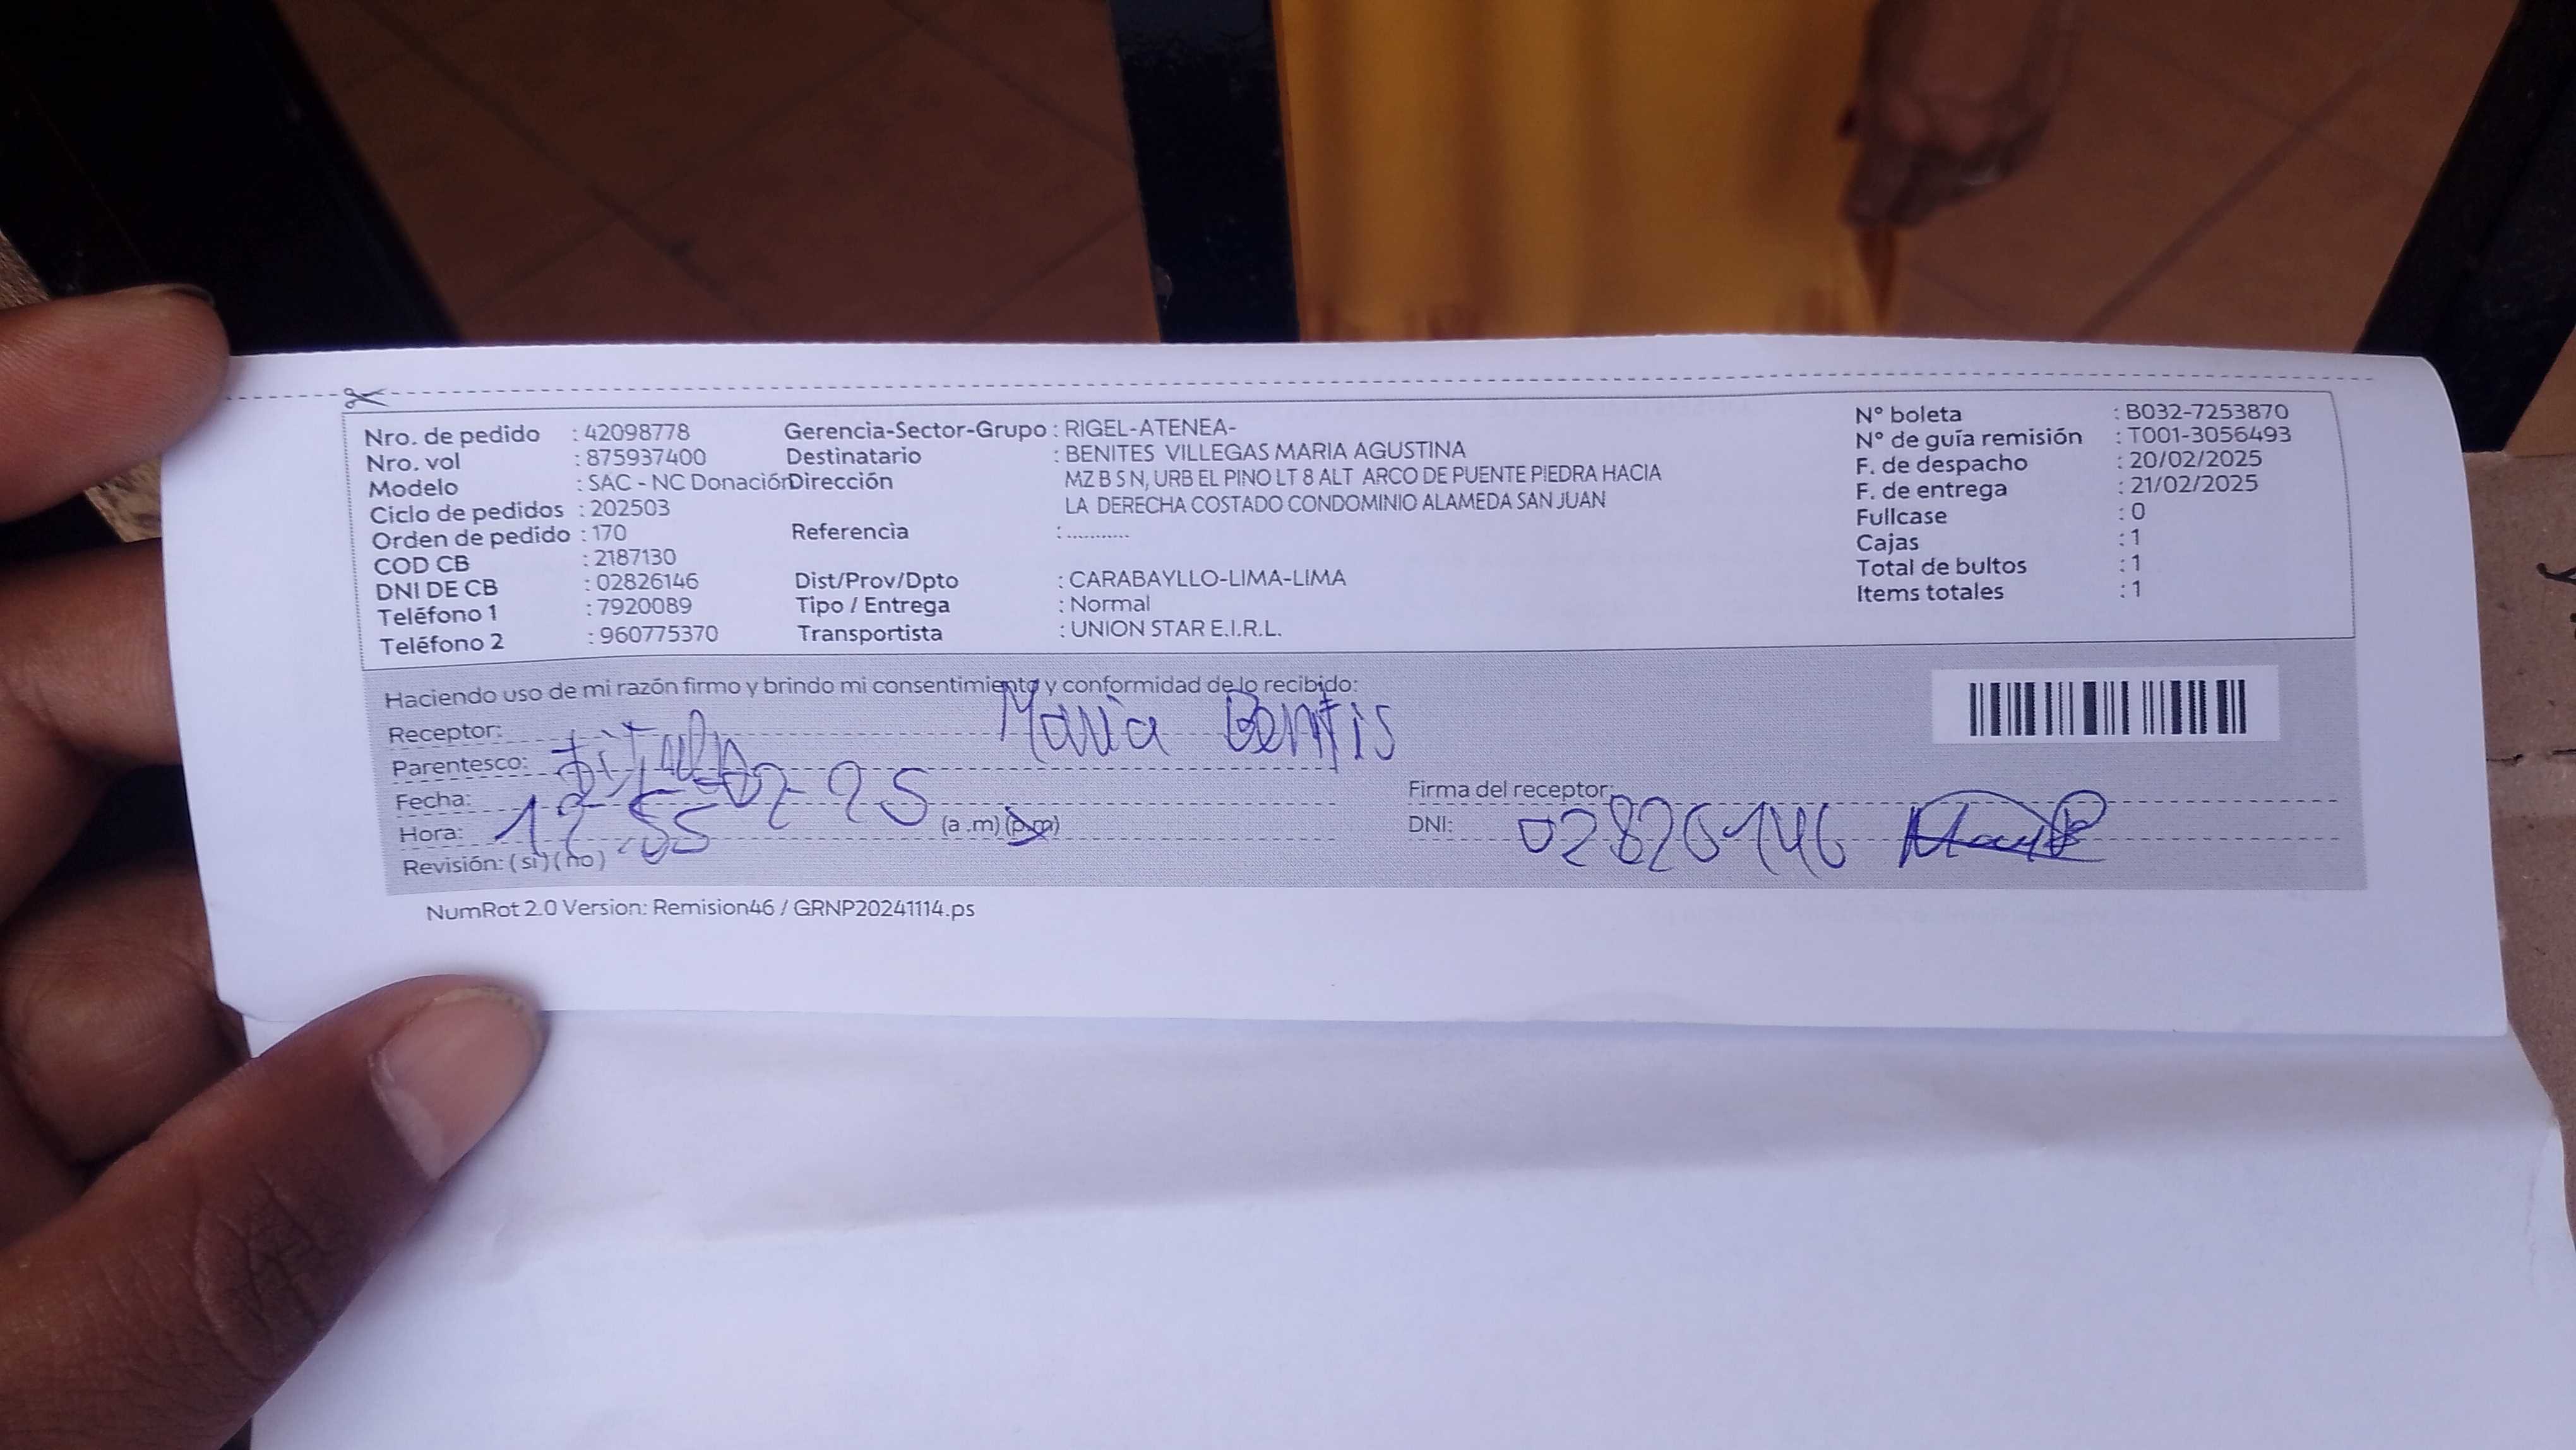 Nro. de pedido : 42098778
Nro. vol : 875937400
Modelo : SAC - NC Donación
Ciclo de pedidos : 202503
Orden de pedido : 170
COD CB : 2187130
DNI DE CB : 02826146
Teléfono 1 : 7920089
Teléfono 2 : 960775370
Gerencia-Sector-Grupo : RIGEL-ATENEA-
Destinatario : BENITES VILLEGAS MARIA AGUSTINA
Dirección MZ B S N, URB EL PINO LT 8 ALT ARCO DE PUENTE PIEDRA HACIA
LA DERECHA COSTADO CONDOMINIO ALAMEDA SAN JUAN
Referencia : ...........
Dist/Prov/Dpto : CARABAYLLO-LIMA-LIMA
Tipo / Entrega : Normal
Transportista : UNION STAR E.I.R.L.
N° boleta : B032-7253870
N° de guía remisión : T001-3056493
F. de despacho : 20/02/2025
F. de entrega : 21/02/2025
Fullcase : 0
Cajas : 1
Total de bultos : 1
Items totales : 1
Haciendo uso de mi razón firmo y brindo mi consentimiento y conformidad de lo recibido:
Receptor: Maria
Parentesco:
Fecha: 02-25
Hora: 12:55 (a.m) (p.m)
Revisión: (si) (no)
Firma del receptor:
DNI: 02826146
NumRot 2.0 Version: Remision46 / GRNP20241114.ps